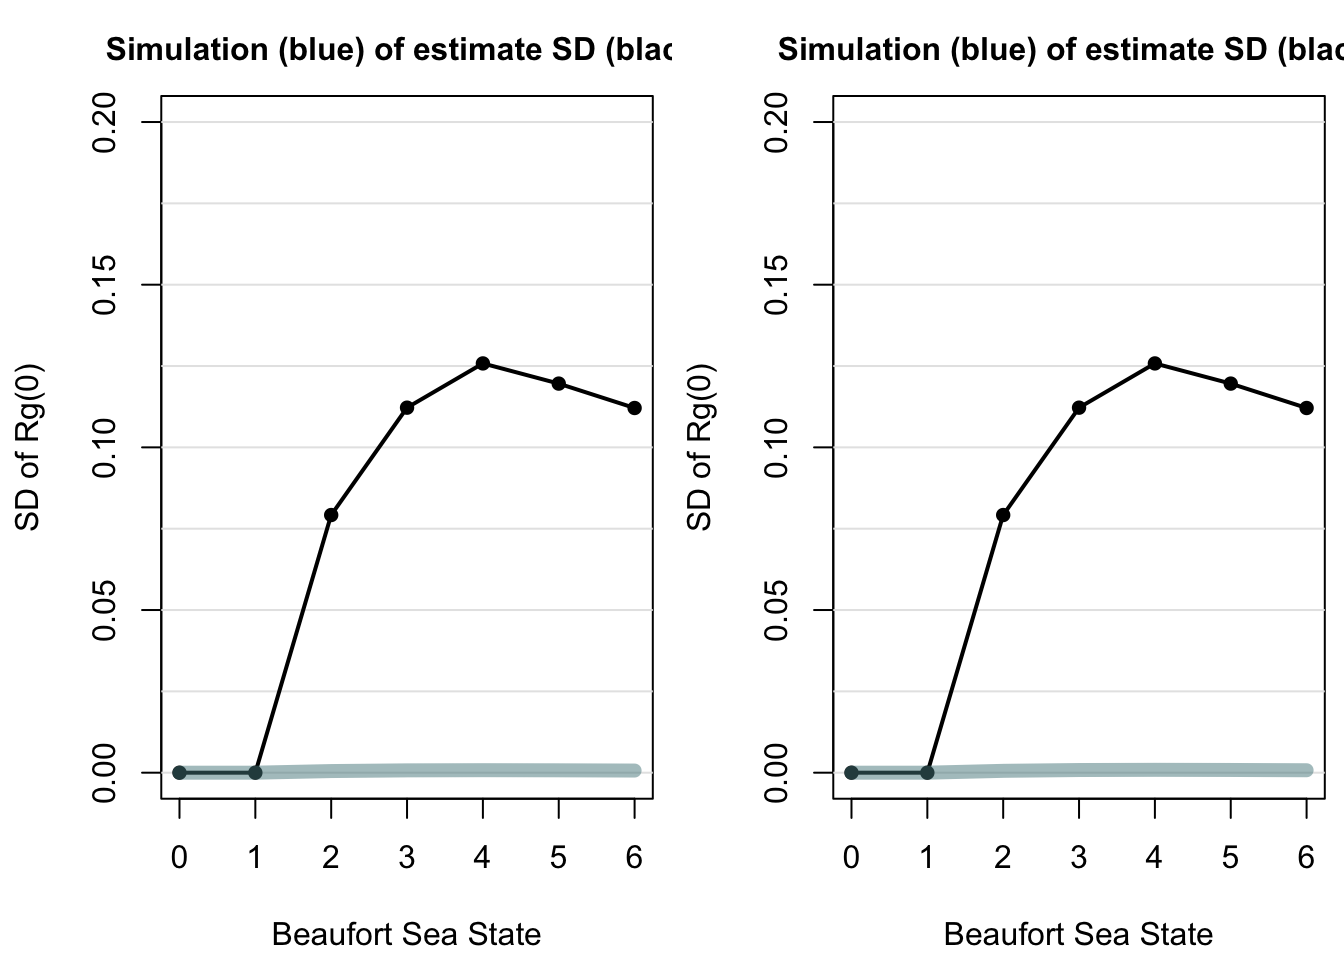 Simulation (blue) of estimate SD (blac
0.20
0.15
0.10
0.05
0.00
SD of Rg(0)
0 1 2 3 4 5 6
Beaufort Sea State
Simulation (blue) of estimate SD (blac
0.20
0.15
0.10
0.05
0.00
SD of Rg(0)
0 1 2 3 4 5 6
Beaufort Sea State